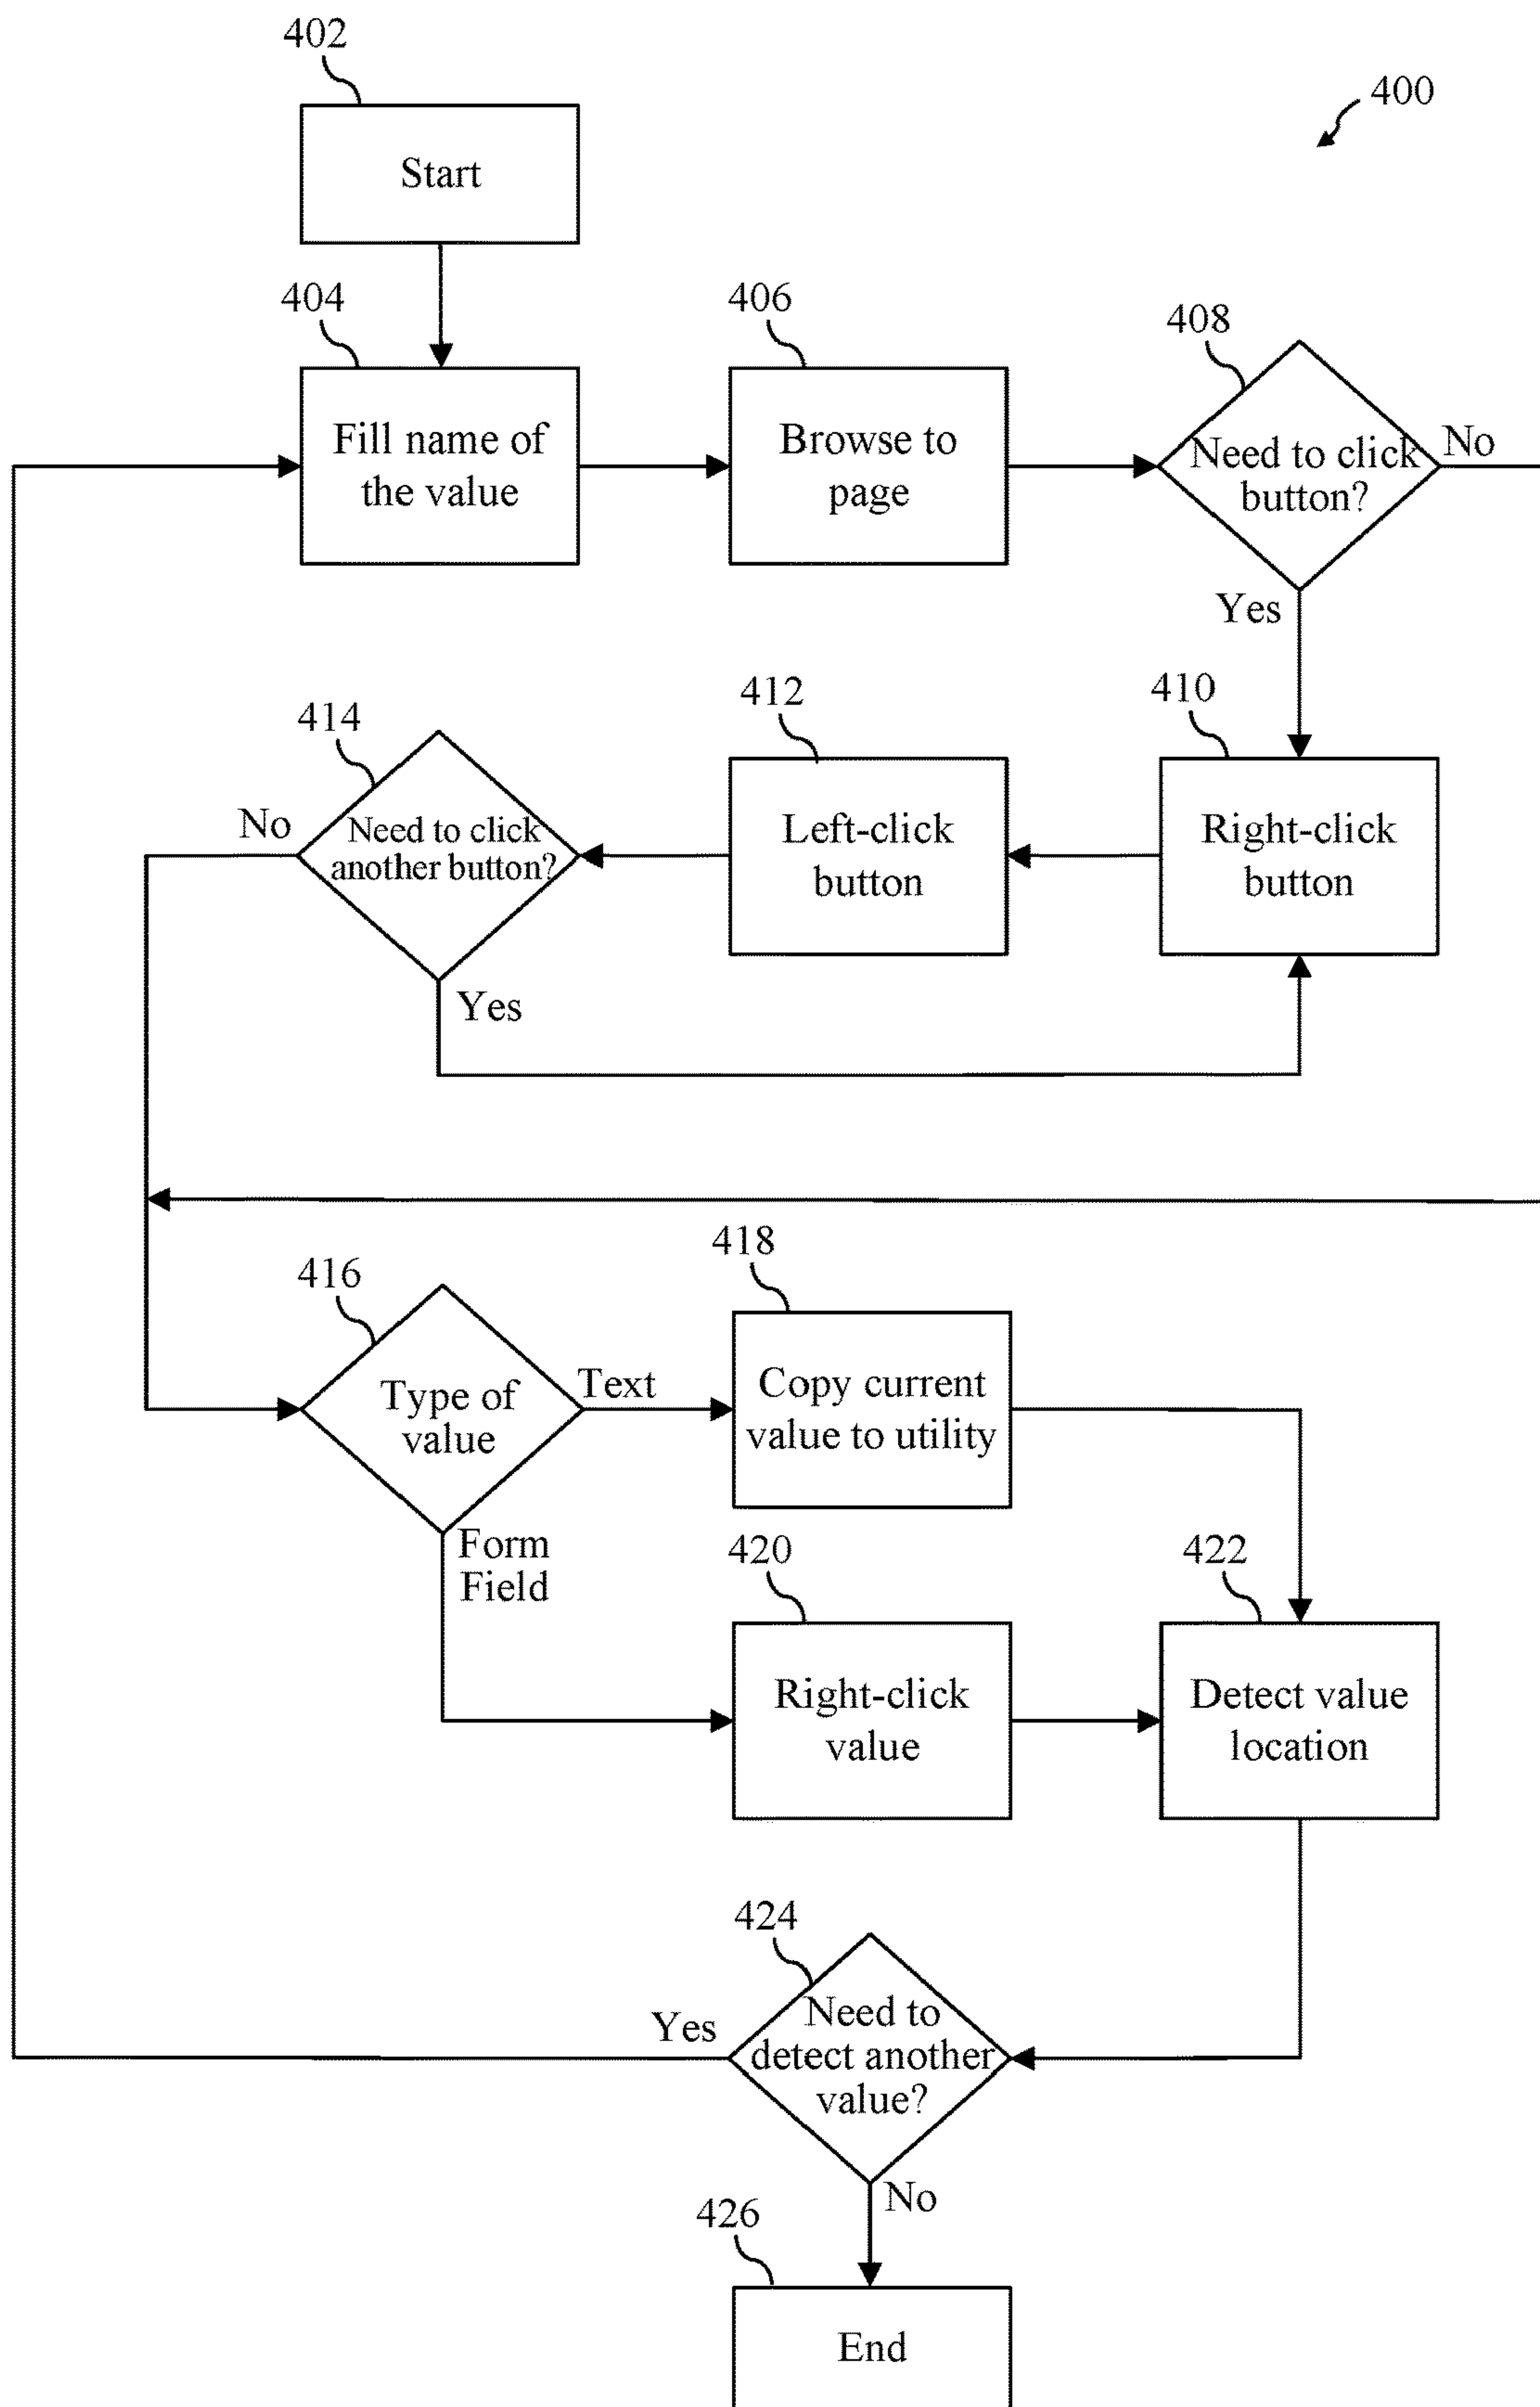 402
400
Start
404
406
408
Fill name of
the value
Browse to
page
Need to click
button?
No
Yes
414
412
410
No
Need to click
another button?
Left-click
button
Right-click
button
Yes
416
418
Type of
value
Text
Copy current
value to utility
Form
Field
420
422
Right-click
value
Detect value
location
424
Yes
Need to
detect another
value?
No
426
End